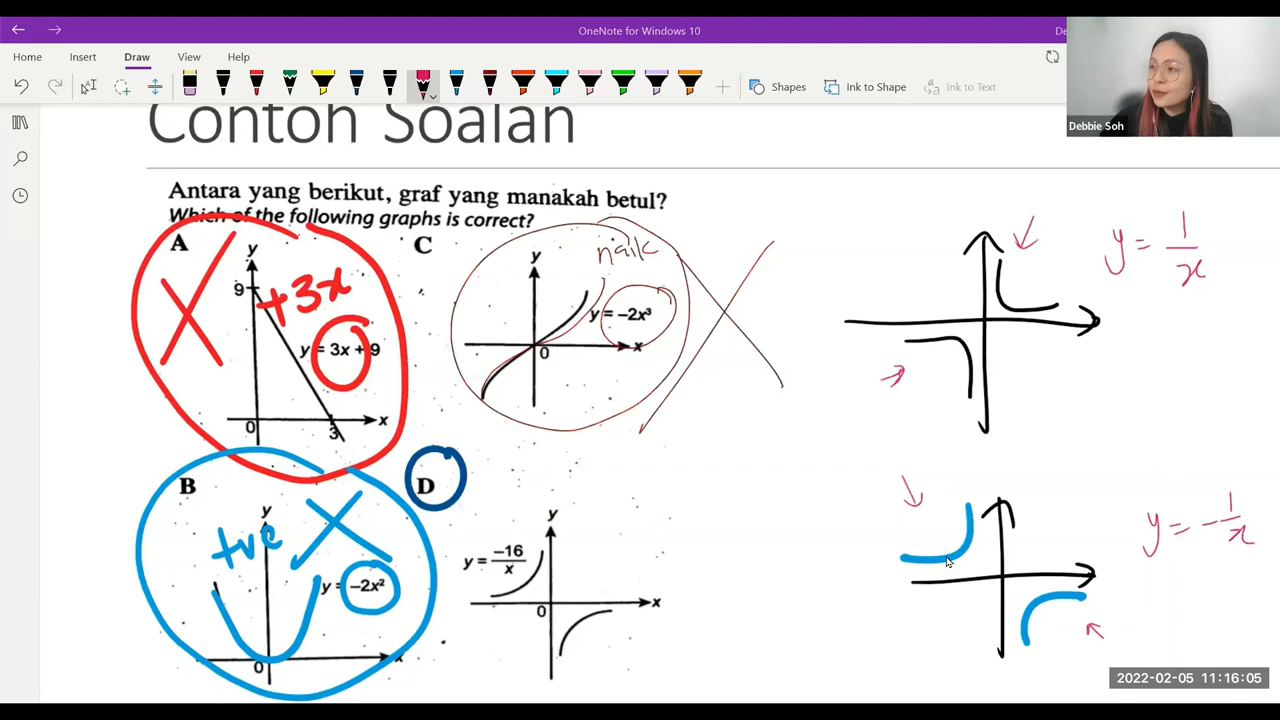 OneNote for Windows 10
De
Home Insert Draw View Help
Shapes Ink to Shape Ink to Text
Debbie Soh
Contoh Soalan
Antara yang berikut, graf yang manakah betul?
Which of the following graphs is correct?
A
y
9
+3x
y = 3x + 9
0
3
x
C
y
naik
y = -2x³
0
x
y = 1/x
B
y
+ve
y = -2x²
0
x
D
y
y = -16/x
0
x
y = -1/x
2022-02-05 11:16:05